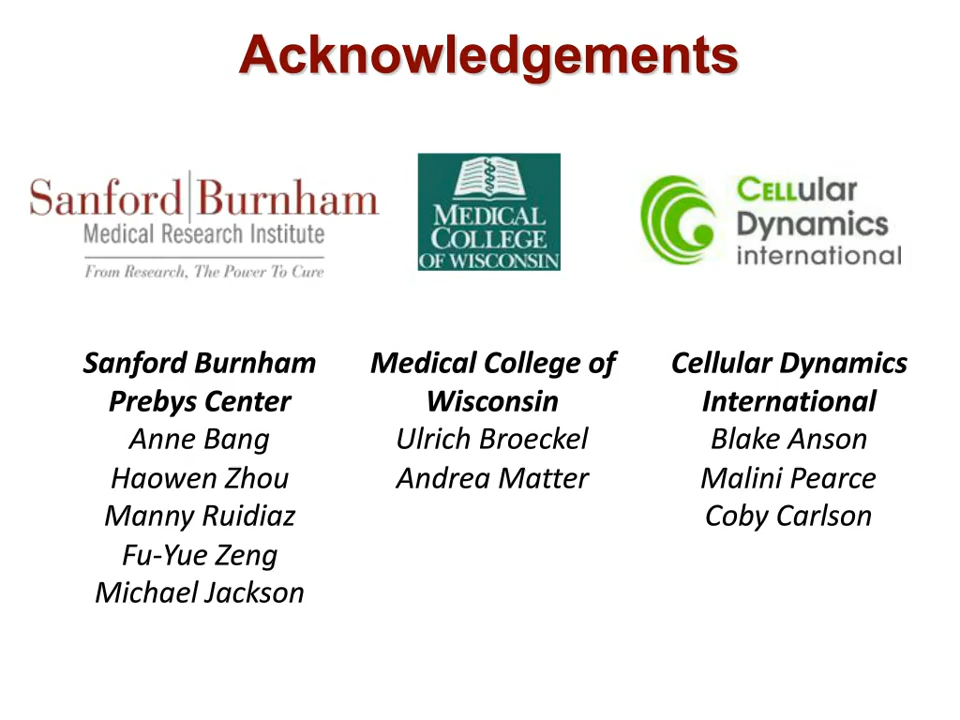 Acknowledgements
Sanford|Burnham
Medical Research Institute
From Research, The Power To Cure
MEDICAL
COLLEGE
OF WISCONSIN
CELLular
Dynamics
international
Sanford Burnham
Prebys Center
Anne Bang
Haowen Zhou
Manny Ruidiaz
Fu-Yue Zeng
Michael Jackson
Medical College of
Wisconsin
Ulrich Broeckel
Andrea Matter
Cellular Dynamics
International
Blake Anson
Malini Pearce
Coby Carlson